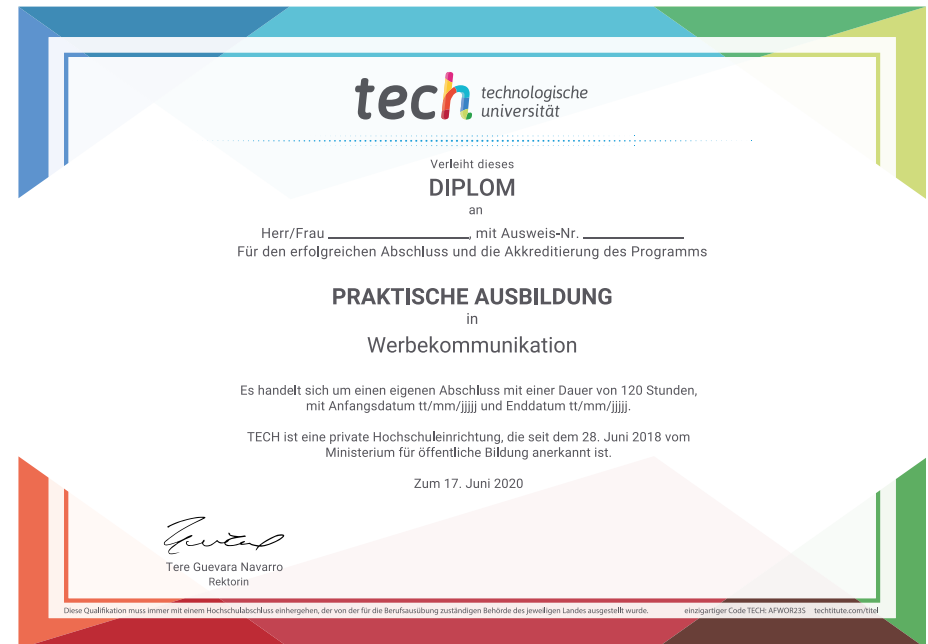 tech technologische
universität
Verleiht dieses
DIPLOM
an
Herr/Frau ____________________, mit Ausweis-Nr. ______________
Für den erfolgreichen Abschluss und die Akkreditierung des Programms
PRAKTISCHE AUSBILDUNG
in
Werbekommunikation
Es handelt sich um einen eigenen Abschluss mit einer Dauer von 120 Stunden,
mit Anfangsdatum tt/mm/jjjjj und Enddatum tt/mm/jjjjj.
TECH ist eine private Hochschuleinrichtung, die seit dem 28. Juni 2018 vom
Ministerium für öffentliche Bildung anerkannt ist.
Zum 17. Juni 2020
Tere Guevara Navarro
Rektorin
Diese Qualifikation muss immer mit einem Hochschulabschluss einhergehen, der von der für die Berufsausübung zuständigen Behörde des jeweiligen Landes ausgestellt wurde. einzigartiger Code TECH: AFWOR23S techtitute.com/titel